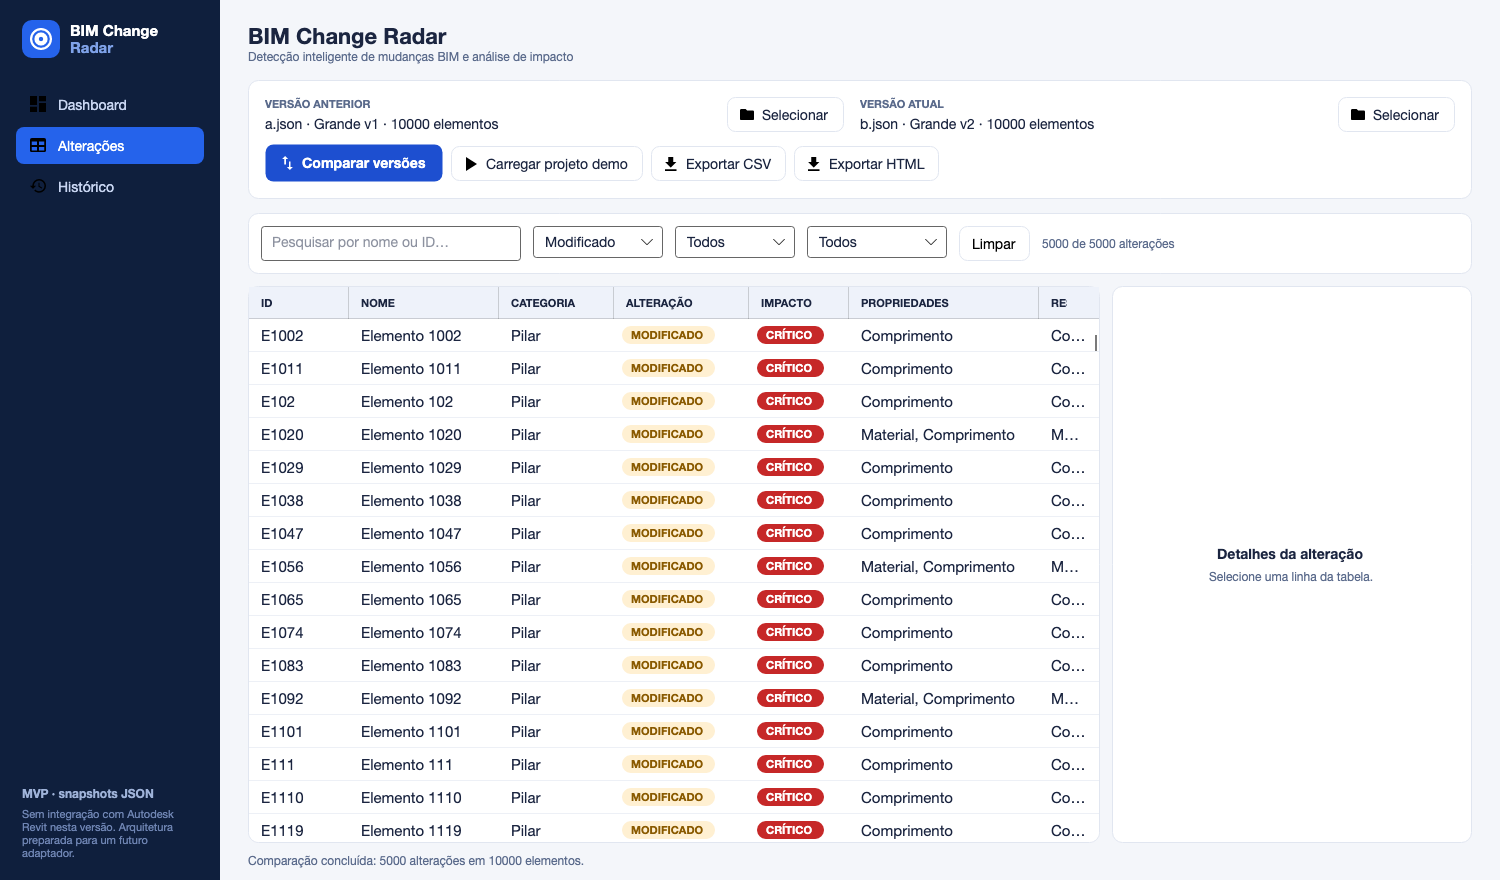 BIM Change
Radar
Dashboard
Alterações
Histórico
MVP · snapshots JSON
Sem integração com Autodesk
Revit nesta versão. Arquitetura
preparada para um futuro
adaptador.
BIM Change Radar
Detecção inteligente de mudanças BIM e análise de impacto
VERSÃO ANTERIOR
a.json · Grande v1 · 10000 elementos
Selecionar
VERSÃO ATUAL
b.json · Grande v2 · 10000 elementos
Selecionar
Comparar versões Carregar projeto demo Exportar CSV Exportar HTML
Pesquisar por nome ou ID… Modificado Todos Todos Limpar 5000 de 5000 alterações
ID NOME CATEGORIA ALTERAÇÃO IMPACTO PROPRIEDADES RE
E1002 Elemento 1002 Pilar MODIFICADO CRÍTICO Comprimento Co…
E1011 Elemento 1011 Pilar MODIFICADO CRÍTICO Comprimento Co…
E102 Elemento 102 Pilar MODIFICADO CRÍTICO Comprimento Co…
E1020 Elemento 1020 Pilar MODIFICADO CRÍTICO Material, Comprimento M…
E1029 Elemento 1029 Pilar MODIFICADO CRÍTICO Comprimento Co…
E1038 Elemento 1038 Pilar MODIFICADO CRÍTICO Comprimento Co…
E1047 Elemento 1047 Pilar MODIFICADO CRÍTICO Comprimento Co…
E1056 Elemento 1056 Pilar MODIFICADO CRÍTICO Material, Comprimento M…
E1065 Elemento 1065 Pilar MODIFICADO CRÍTICO Comprimento Co…
E1074 Elemento 1074 Pilar MODIFICADO CRÍTICO Comprimento Co…
E1083 Elemento 1083 Pilar MODIFICADO CRÍTICO Comprimento Co…
E1092 Elemento 1092 Pilar MODIFICADO CRÍTICO Material, Comprimento M…
E1101 Elemento 1101 Pilar MODIFICADO CRÍTICO Comprimento Co…
E111 Elemento 111 Pilar MODIFICADO CRÍTICO Comprimento Co…
E1110 Elemento 1110 Pilar MODIFICADO CRÍTICO Comprimento Co…
E1119 Elemento 1119 Pilar MODIFICADO CRÍTICO Comprimento Co…
Detalhes da alteração
Selecione uma linha da tabela.
Comparação concluída: 5000 alterações em 10000 elementos.